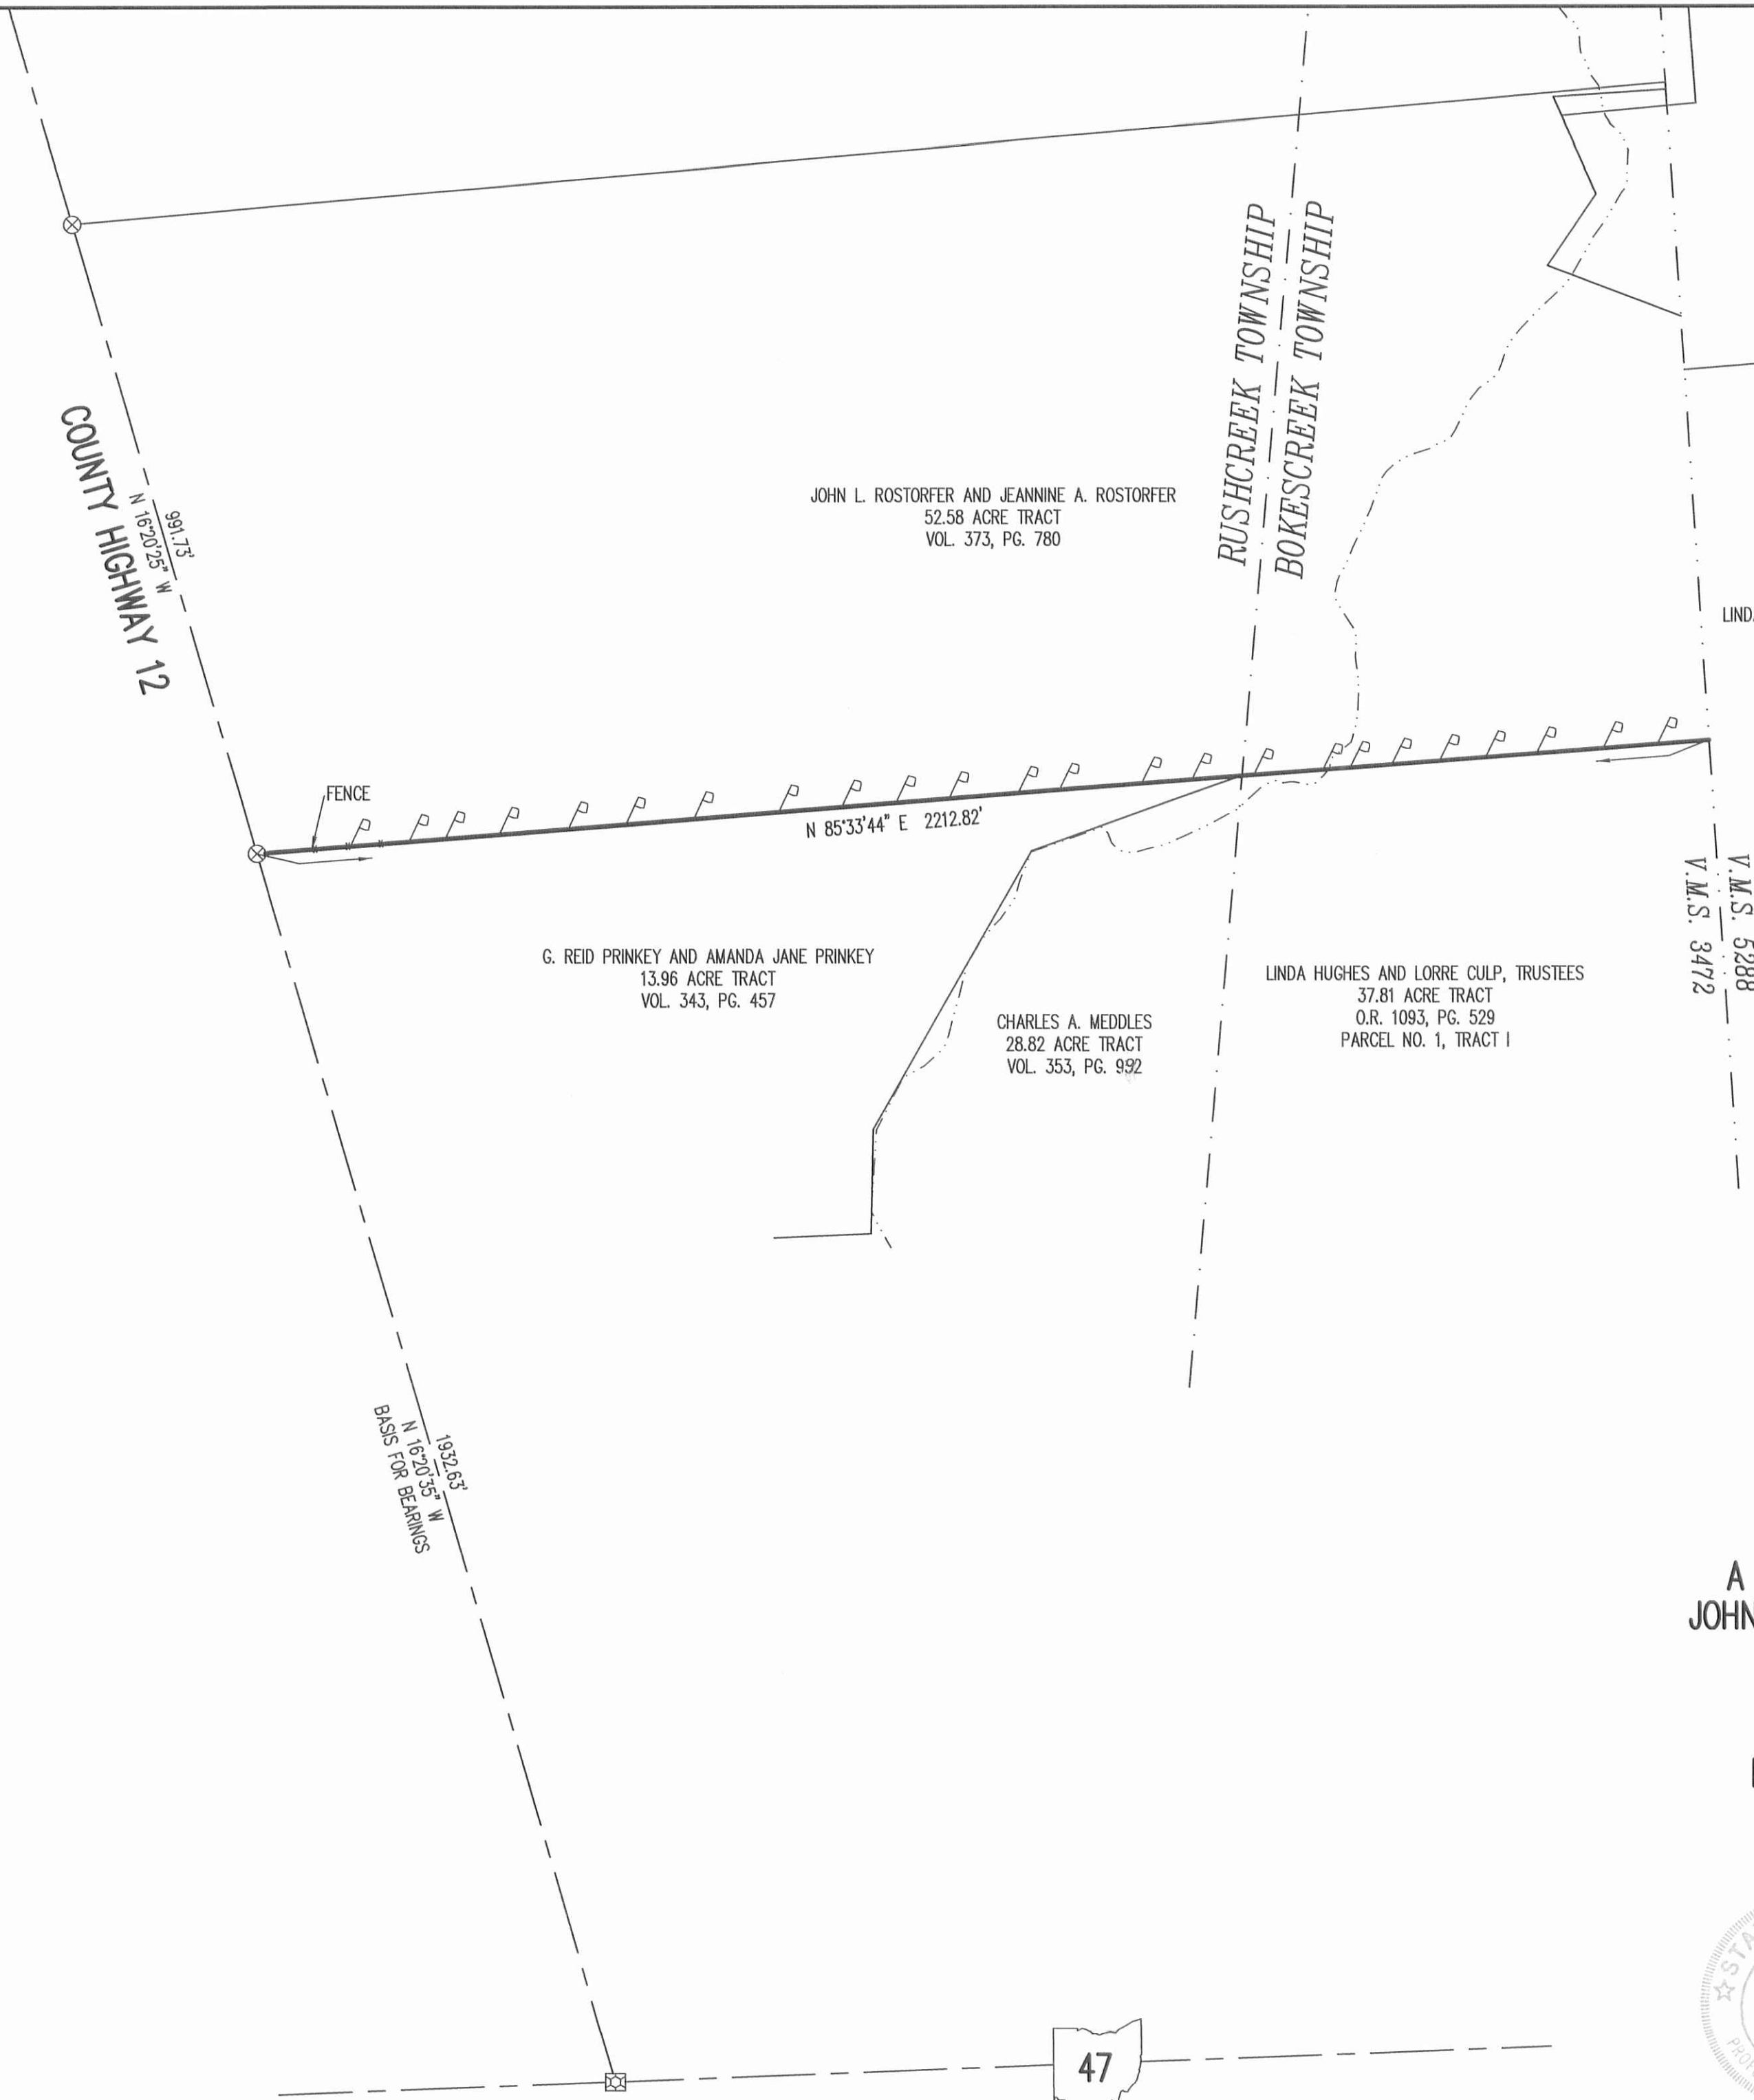 RUSHCREEK TOWNSHIP
BOKESCREEK TOWNSHIP
COUNTY HIGHWAY 12
991.73'
N 16°20'25" W
JOHN L. ROSTORFER AND JEANNINE A. ROSTORFER
52.58 ACRE TRACT
VOL. 373, PG. 780
LIND
FENCE
N 85°33'44" E 2212.82'
V.M.S. 5288
V.M.S. 3472
G. REID PRINKEY AND AMANDA JANE PRINKEY
13.96 ACRE TRACT
VOL. 343, PG. 457
LINDA HUGHES AND LORRE CULP, TRUSTEES
37.81 ACRE TRACT
O.R. 1093, PG. 529
PARCEL NO. 1, TRACT I
CHARLES A. MEDDLES
28.82 ACRE TRACT
VOL. 353, PG. 992
1932.63'
N 16°20'35" W
BASIS FOR BEARINGS
A
JOHN
STA
PROF
47